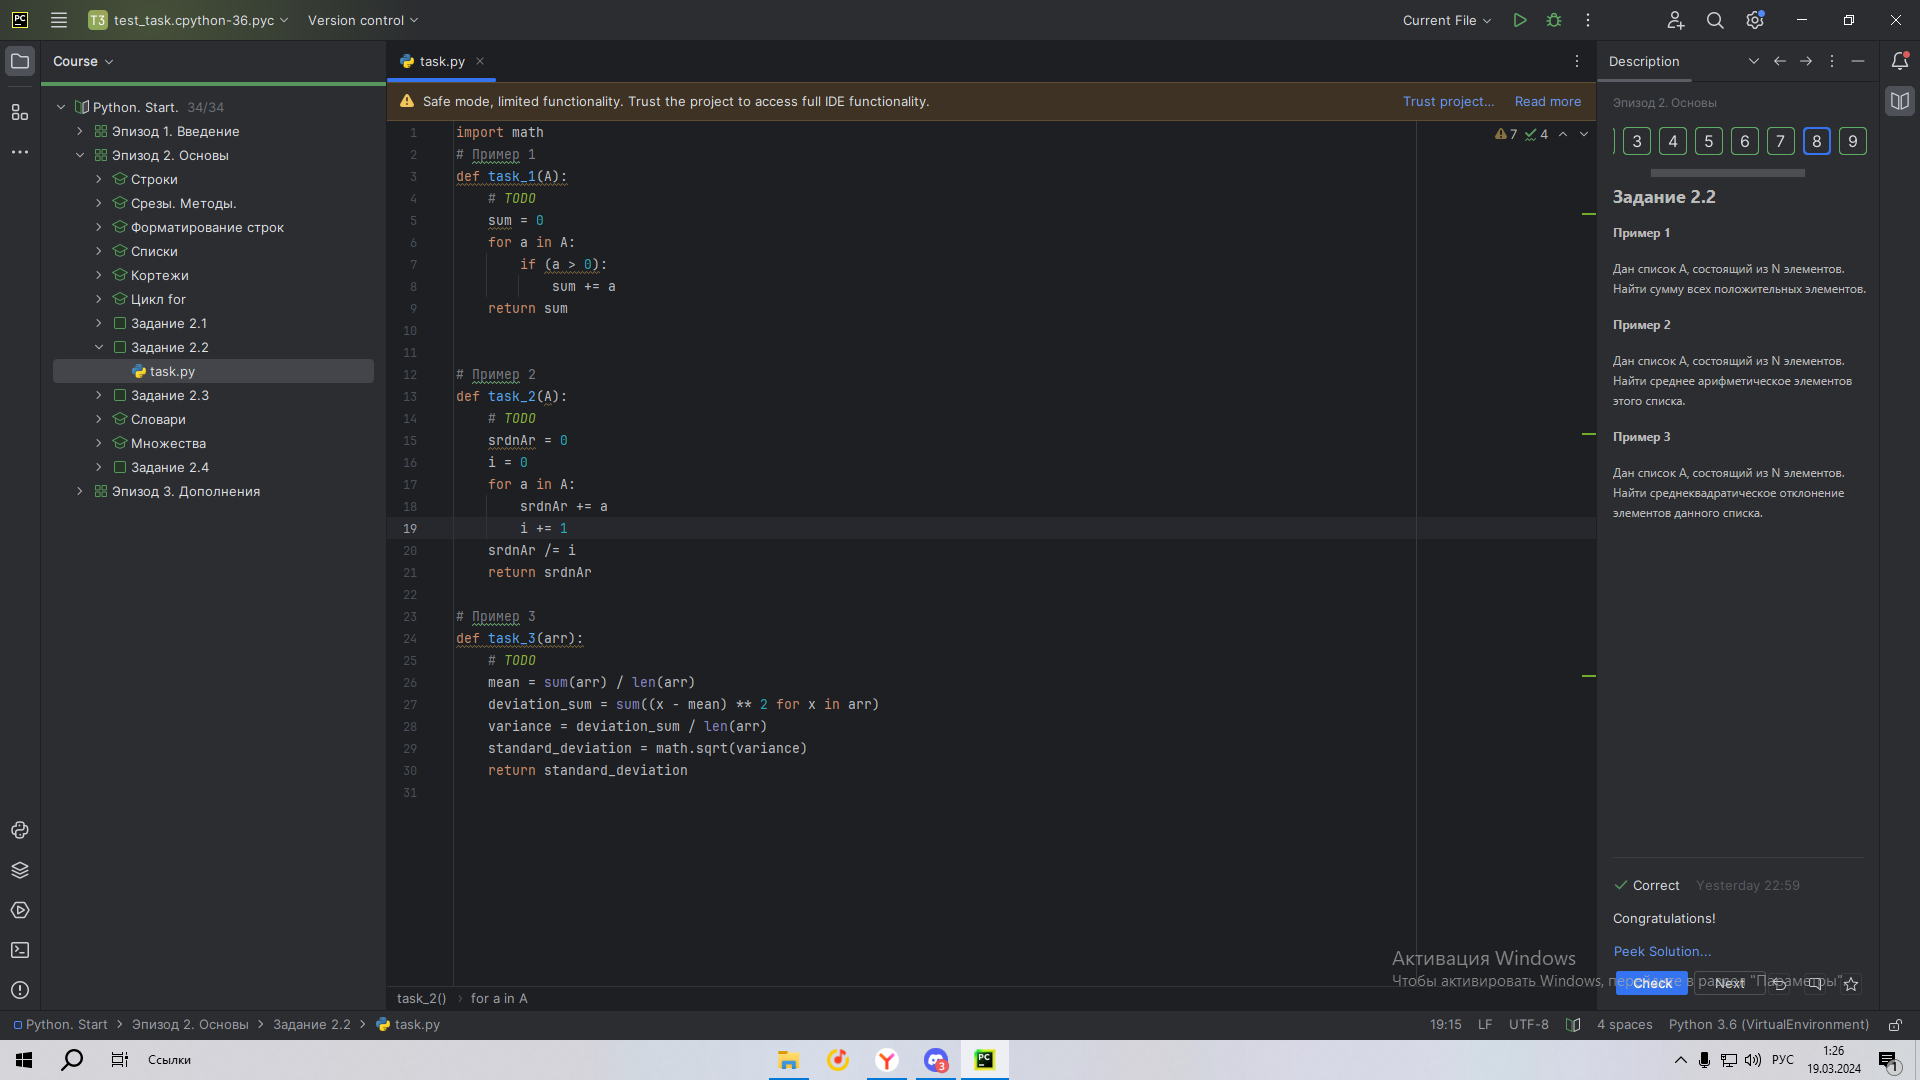 PC
T3 test_task.cpython-36.pyc
Version control
Current File
Course
task.py
Description
Safe mode, limited functionality. Trust the project to access full IDE functionality.
Trust project...
Read more
Python. Start. 34/34
Эпизод 1. Введение
Эпизод 2. Основы
Строки
Срезы. Методы.
Форматирование строк
Списки
Кортежи
Цикл for
Задание 2.1
Задание 2.2
task.py
Задание 2.3
Словари
Множества
Задание 2.4
Эпизод 3. Дополнения
7 4
1 import math
2 # Пример 1
3 def task_1(A):
4 # TODO
5 sum = 0
6 for a in A:
7 if (a > 0):
8 sum += a
9 return sum
10
11
12 # Пример 2
13 def task_2(A):
14 # TODO
15 srdnAr = 0
16 i = 0
17 for a in A:
18 srdnAr += a
19 i += 1
20 srdnAr /= i
21 return srdnAr
22
23 # Пример 3
24 def task_3(arr):
25 # TODO
26 mean = sum(arr) / len(arr)
27 deviation_sum = sum((x - mean) ** 2 for x in arr)
28 variance = deviation_sum / len(arr)
29 standard_deviation = math.sqrt(variance)
30 return standard_deviation
31
Эпизод 2. Основы
3 4 5 6 7 8 9
Задание 2.2
Пример 1
Дан список A, состоящий из N элементов.
Найти сумму всех положительных элементов.
Пример 2
Дан список A, состоящий из N элементов.
Найти среднее арифметическое элементов
этого списка.
Пример 3
Дан список A, состоящий из N элементов.
Найти среднеквадратическое отклонение
элементов данного списка.
Correct Yesterday 22:59
Congratulations!
Peek Solution...
Check
Next
Активация Windows
Чтобы активировать Windows, перейдите в раздел "Параметры".
task_2() › for a in A
Python. Start > Эпизод 2. Основы > Задание 2.2 > task.py
19:15 LF UTF-8 4 spaces Python 3.6 (VirtualEnvironment)
Ссылки
3
PC
РУС
1:26
19.03.2024
1